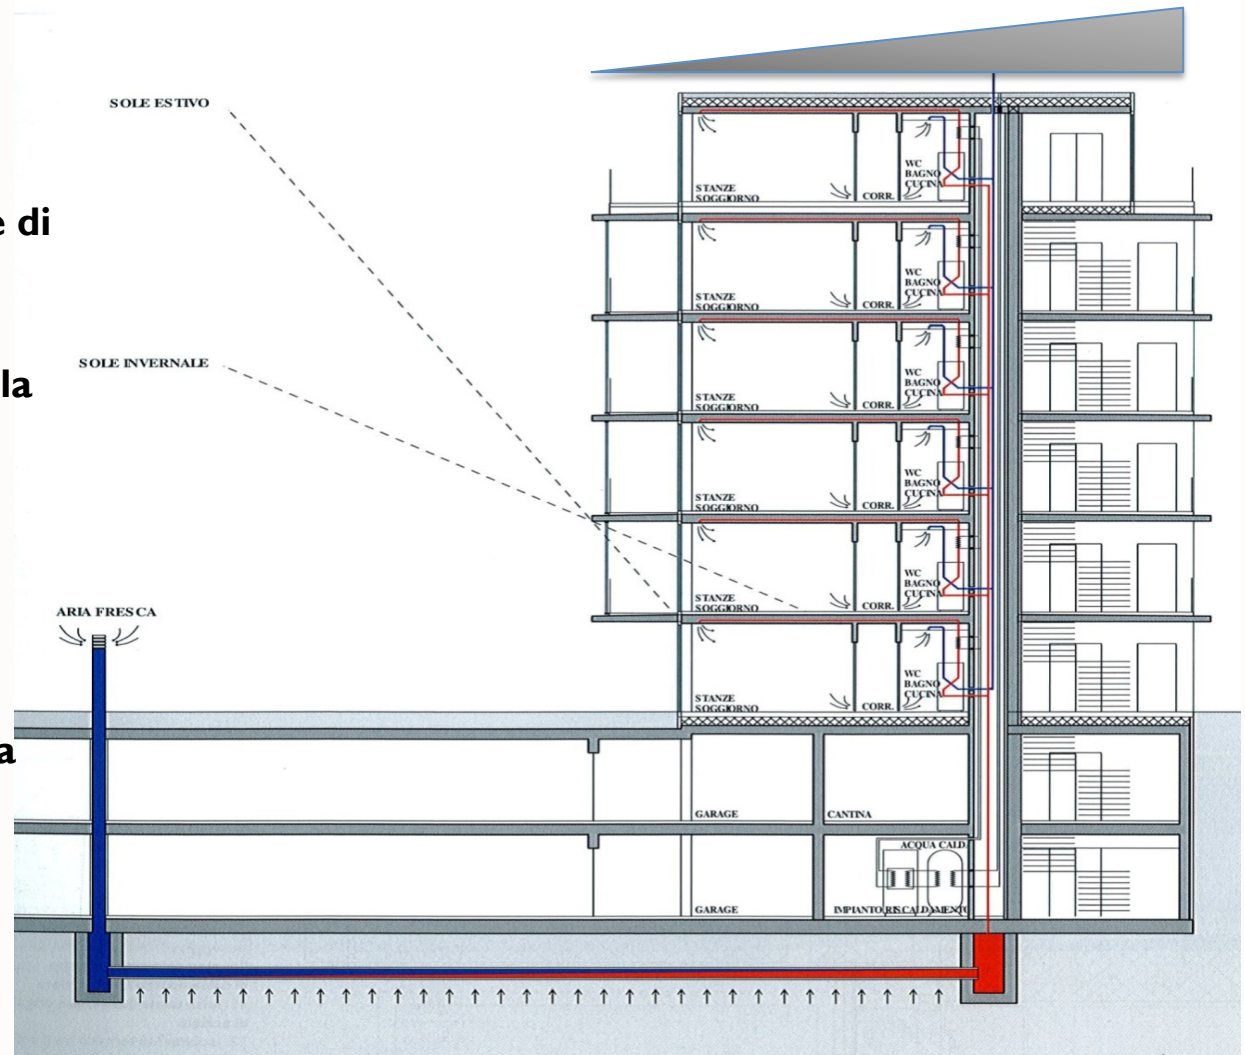 SOLE ESTIVO
e di
SOLE INVERNALE
la
ARIA FRESCA
a
WC
BAGNO
CUCINA
STANZE
SOGGIORNO
CORR.
WC
BAGNO
CUCINA
STANZE
SOGGIORNO
CORR.
WC
BAGNO
CUCINA
STANZE
SOGGIORNO
CORR.
WC
BAGNO
CUCINA
STANZE
SOGGIORNO
CORR.
WC
BAGNO
CUCINA
STANZE
SOGGIORNO
CORR.
WC
BAGNO
CUCINA
STANZE
SOGGIORNO
CORR.
GARAGE
CANTINA
ACQUA CALDA
GARAGE
IMPIANTO RISCALDAMENTO